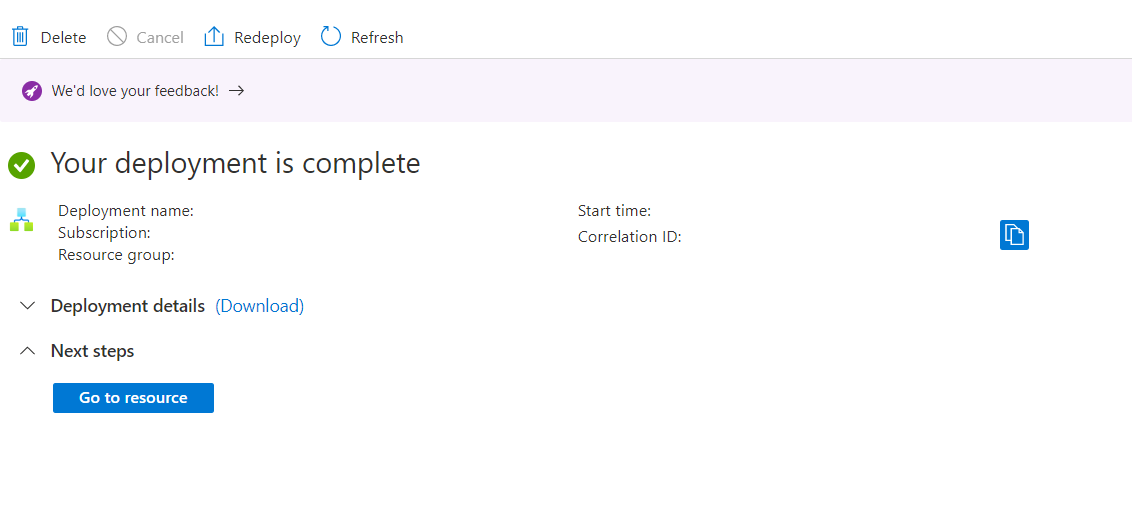 Delete Cancel Redeploy Refresh
We'd love your feedback! →
Your deployment is complete
Deployment name:
Subscription:
Resource group:
Start time:
Correlation ID:
Deployment details (Download)
Next steps
Go to resource